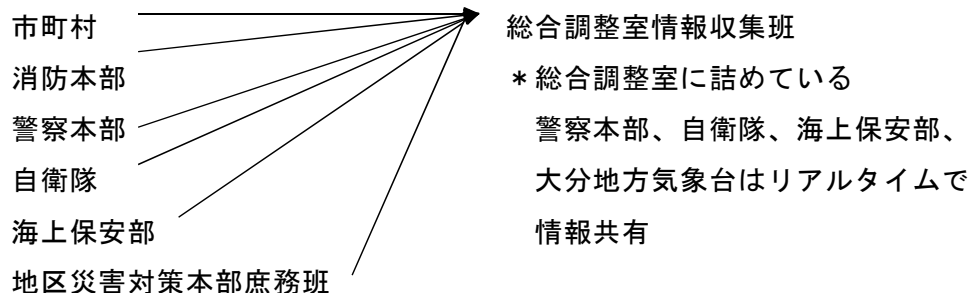 市町村
消防本部
警察本部
自衛隊
海上保安部
地区災害対策本部庶務班
総合調整室情報収集班
*総合調整室に詰めている
警察本部、自衛隊、海上保安部、
大分地方気象台はリアルタイムで
情報共有